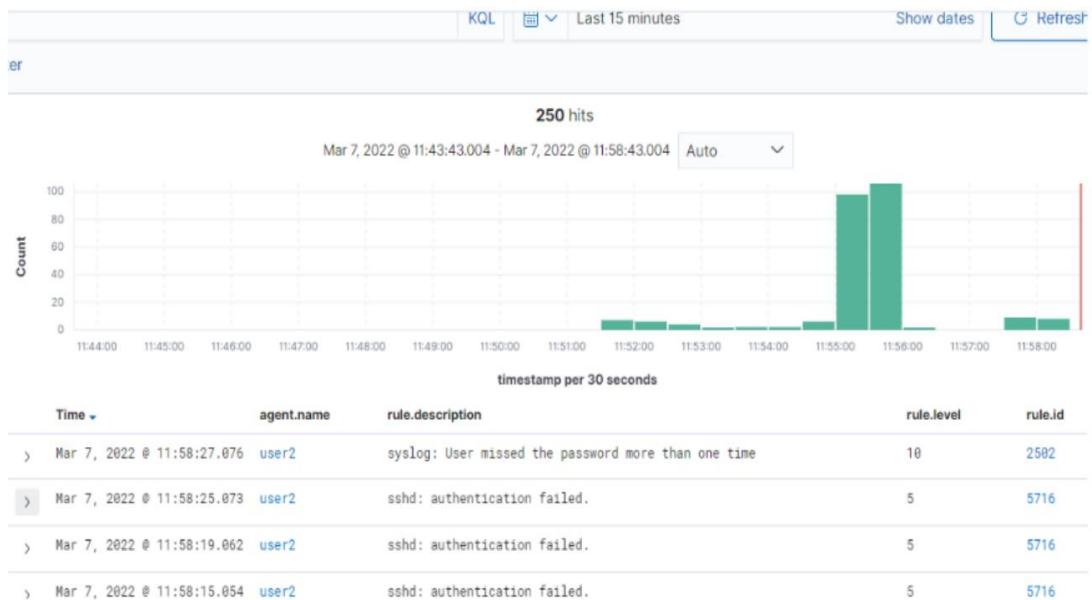 KQL Last 15 minutes Show dates Refresh
er
250 hits
Mar 7, 2022 @ 11:43:43.004 - Mar 7, 2022 @ 11:58:43.004 Auto
100
80
60
40
20
0
Count
11:44:00 11:45:00 11:46:00 11:47:00 11:48:00 11:49:00 11:50:00 11:51:00 11:52:00 11:53:00 11:54:00 11:55:00 11:56:00 11:57:00 11:58:00
timestamp per 30 seconds
Time agent.name rule.description rule.level rule.id
Mar 7, 2022 @ 11:58:27.076 user2 syslog: User missed the password more than one time 10 2502
Mar 7, 2022 @ 11:58:25.073 user2 sshd: authentication failed. 5 5716
Mar 7, 2022 @ 11:58:19.062 user2 sshd: authentication failed. 5 5716
Mar 7, 2022 @ 11:58:15.054 user2 sshd: authentication failed. 5 5716